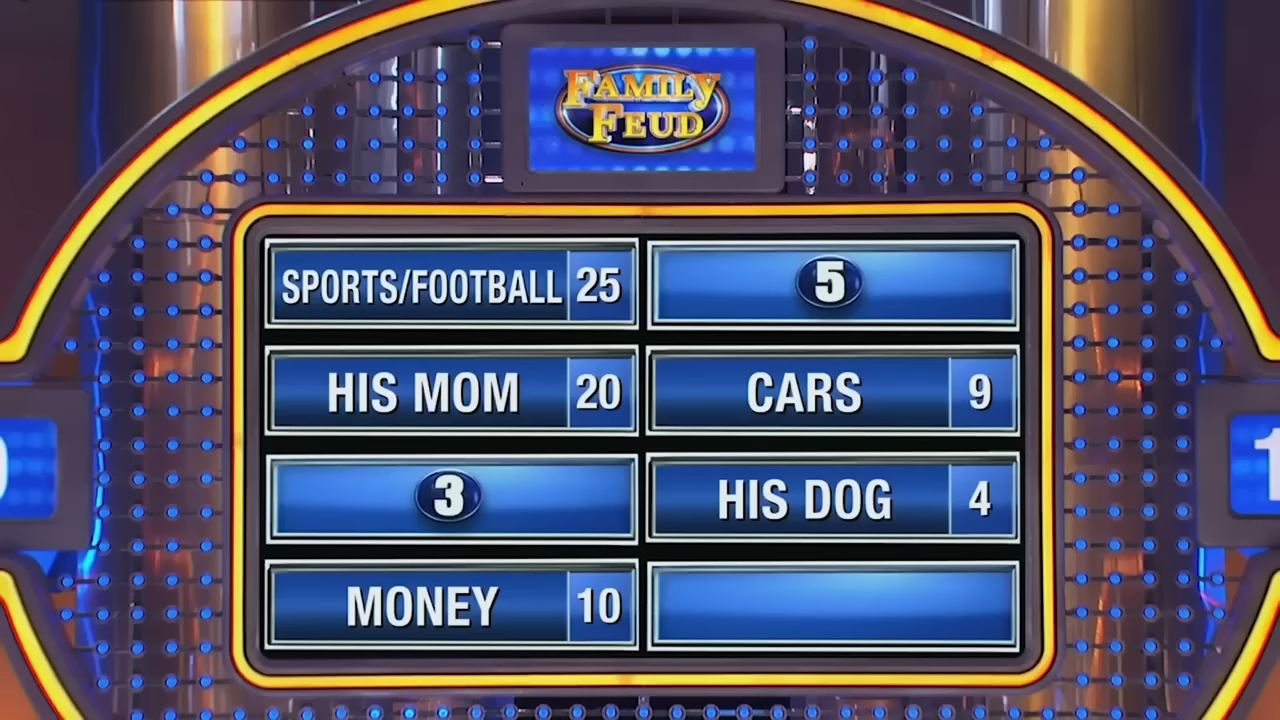 FAMILY
FEUD
SPORTS/FOOTBALL 25
5
HIS MOM 20
CARS 9
3
HIS DOG 4
MONEY 10